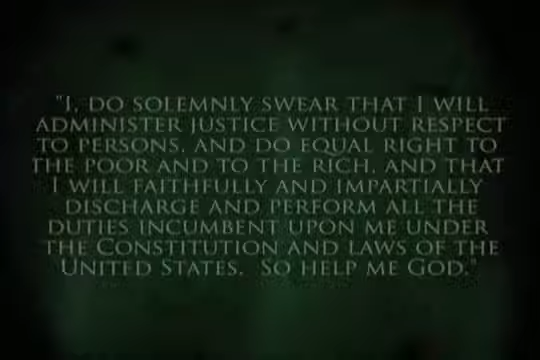 "I, DO SOLEMNLY SWEAR THAT I WILL
ADMINISTER JUSTICE WITHOUT RESPECT
TO PERSONS, AND DO EQUAL RIGHT TO
THE POOR AND TO THE RICH, AND THAT
I WILL FAITHFULLY AND IMPARTIALLY
DISCHARGE AND PERFORM ALL THE
DUTIES INCUMBENT UPON ME UNDER
THE CONSTITUTION AND LAWS OF THE
UNITED STATES. SO HELP ME GOD."